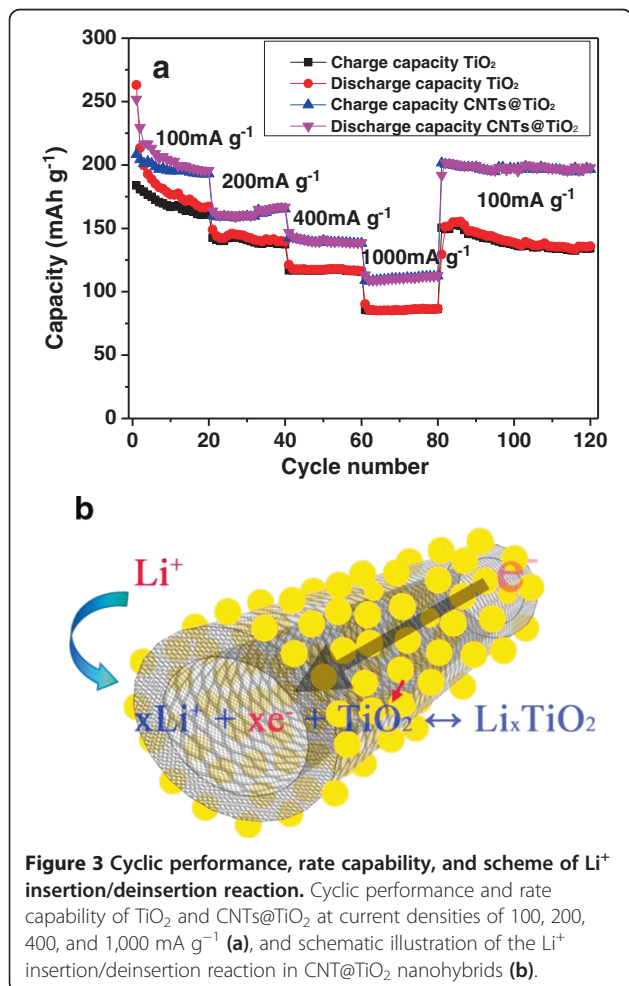 300
250
200
150
100
50
0
Capacity (mAh g⁻¹)
a
Charge capacity TiO₂
Discharge capacity TiO₂
Charge capacity CNTs@TiO₂
Discharge capacity CNTs@TiO₂
100mA g⁻¹
200mA g⁻¹
400mA g⁻¹
1000mA g⁻¹
100mA g⁻¹
0 20 40 60 80 100 120
Cycle number
b
Li⁺
e⁻
xLi⁺ + xe⁻ + TiO₂ ↔ LiₓTiO₂
Figure 3 Cyclic performance, rate capability, and scheme of Li⁺
insertion/deinsertion reaction. Cyclic performance and rate
capability of TiO₂ and CNTs@TiO₂ at current densities of 100, 200,
400, and 1,000 mA g⁻¹ (a), and schematic illustration of the Li⁺
insertion/deinsertion reaction in CNT@TiO₂ nanohybrids (b).